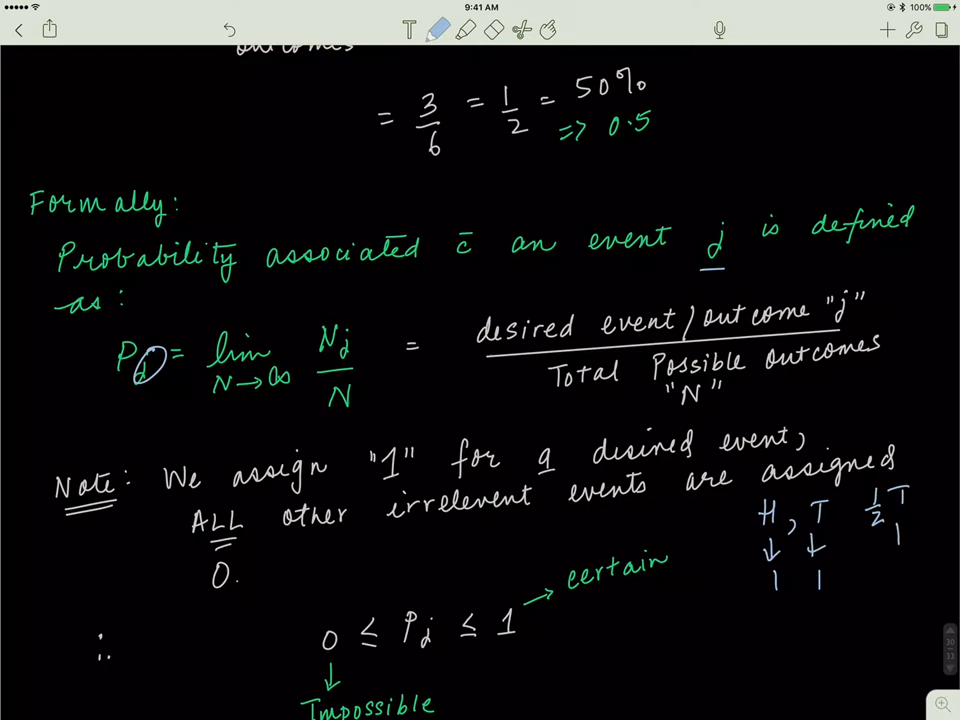 9:41 AM
100%
T
outcomes
= 3/6 = 1/2 = 50%
=> 0.5
Formally:
Probability associated c̄ an event j is defined
as:
Pj = lim N→∞ Nj/N = desired event/outcome "j" / Total Possible outcomes "N"
Note: We assign "1" for a desired event,
ALL other irrelevent events are assigned
0.
H, T 1/2 T
↓ ↓ 1
1 1
∴ 0 ≤ Pj ≤ 1 → certain
↓
Impossible